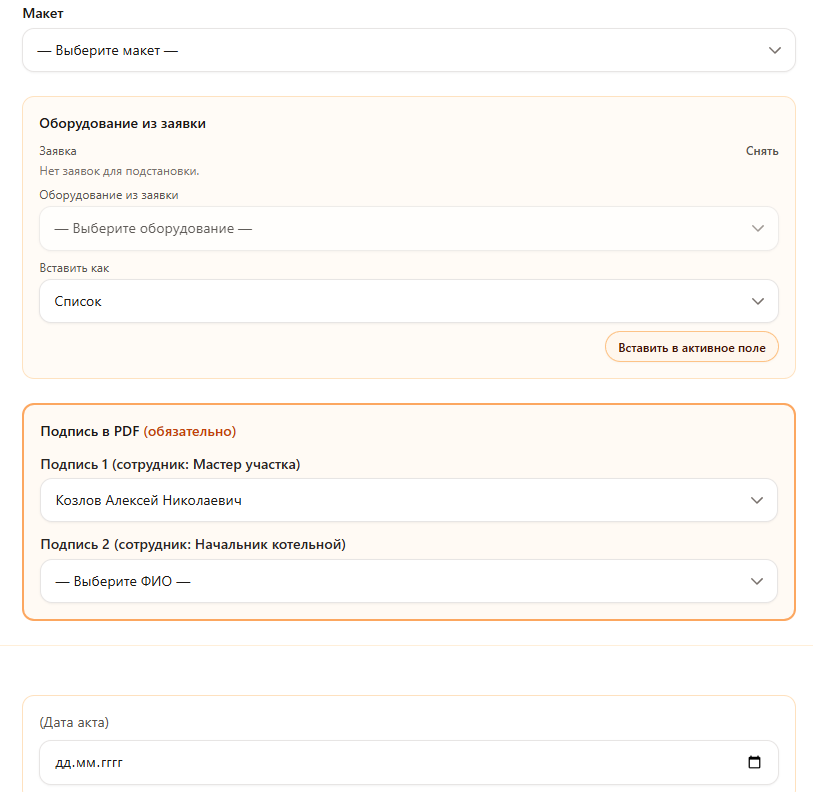 Макет
— Выберите макет —
Оборудование из заявки
Заявка
Снять
Нет заявок для подстановки.
Оборудование из заявки
— Выберите оборудование —
Вставить как
Список
Вставить в активное поле
Подпись в PDF (обязательно)
Подпись 1 (сотрудник: Мастер участка)
Козлов Алексей Николаевич
Подпись 2 (сотрудник: Начальник котельной)
— Выберите ФИО —
(Дата акта)
дд.мм.гггг